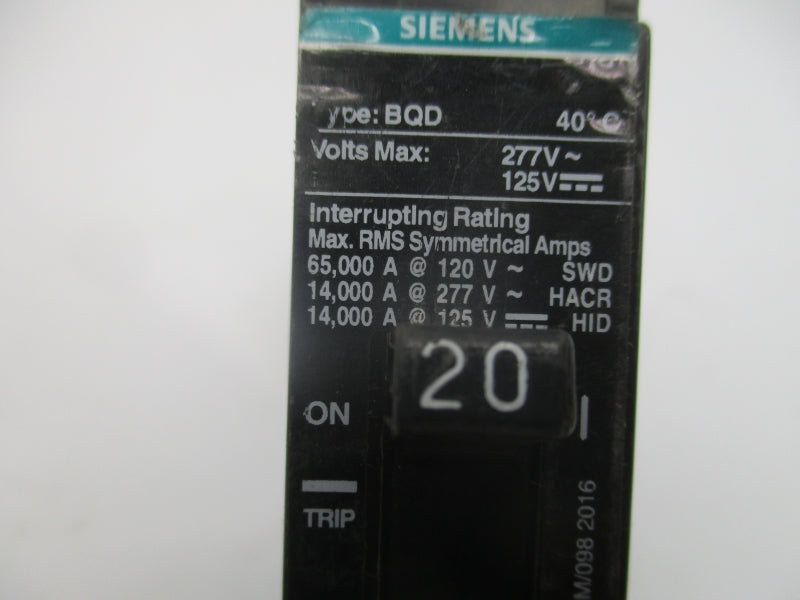 SIEMENS
ype: BQD 40° C
Volts Max: 277V ~
125V
Interrupting Rating
Max. RMS Symmetrical Amps
65,000 A @ 120 V ~ SWD
14,000 A @ 277 V ~ HACR
14,000 A @ 125 V HID
20
ON |
TRIP
M/098 2016